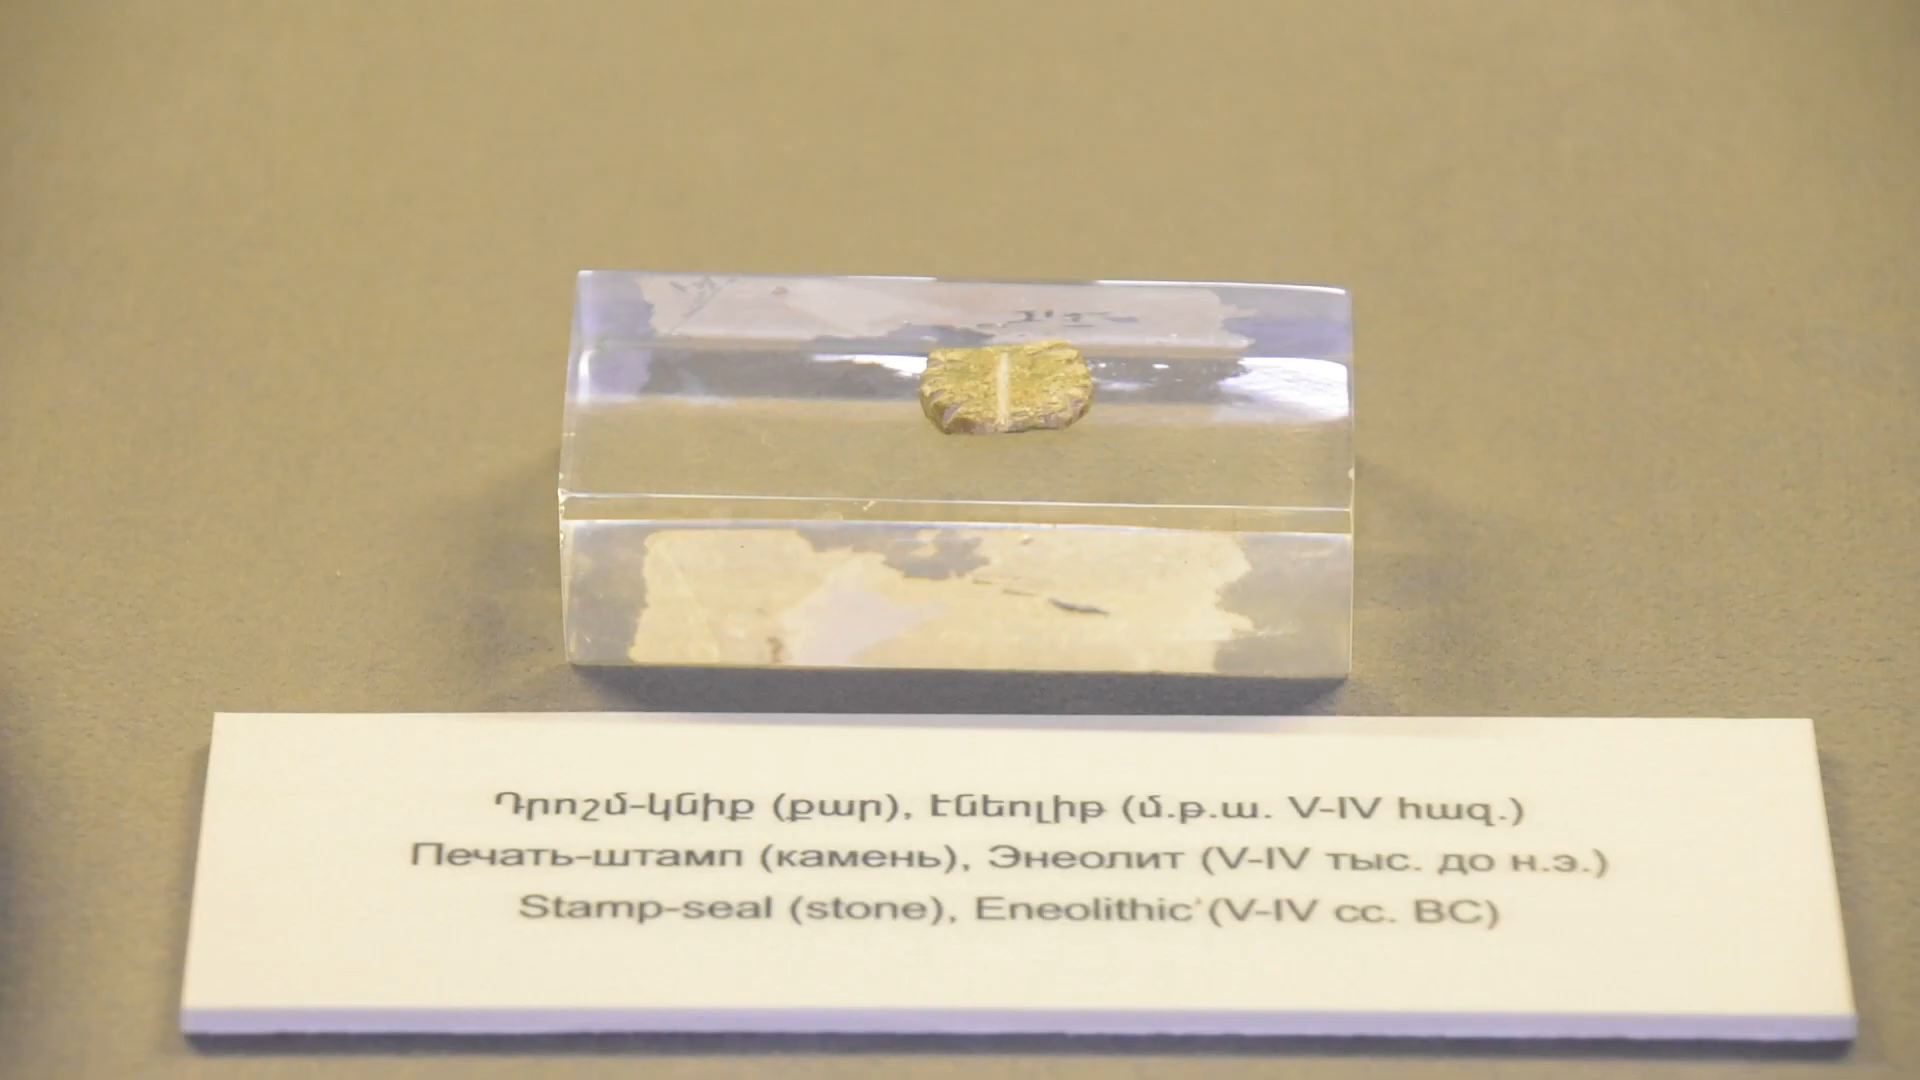 Դրոշմ-կնիք (քար), էնեոլիթ (մ.թ.ա. V-IV հազ.)
Печать-штамп (камень), Энеолит (V-IV тыс. до н.э.)
Stamp-seal (stone), Eneolithic (V-IV cc. BC)